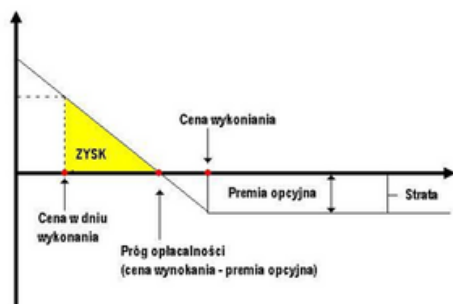 Cena wykoniania
ZYSK
Premia opcyjna
Strata
Cena w dniu
wykonania
Próg opłacalności
(cena wynokania - premia opcyjna)